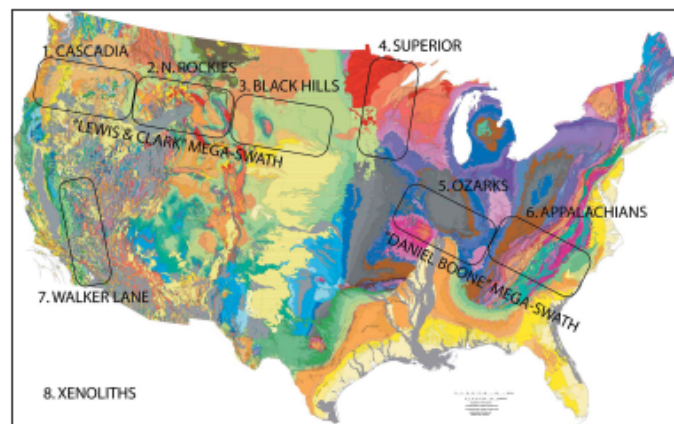 1. CASCADIA
2. N. ROCKIES
3. BLACK HILLS
4. SUPERIOR
"LEWIS & CLARK" MEGA-SWATH
5. OZARKS
6. APPALACHIANS
"DANIEL BOONE" MEGA-SWATH
7. WALKER LANE
8. XENOLITHS